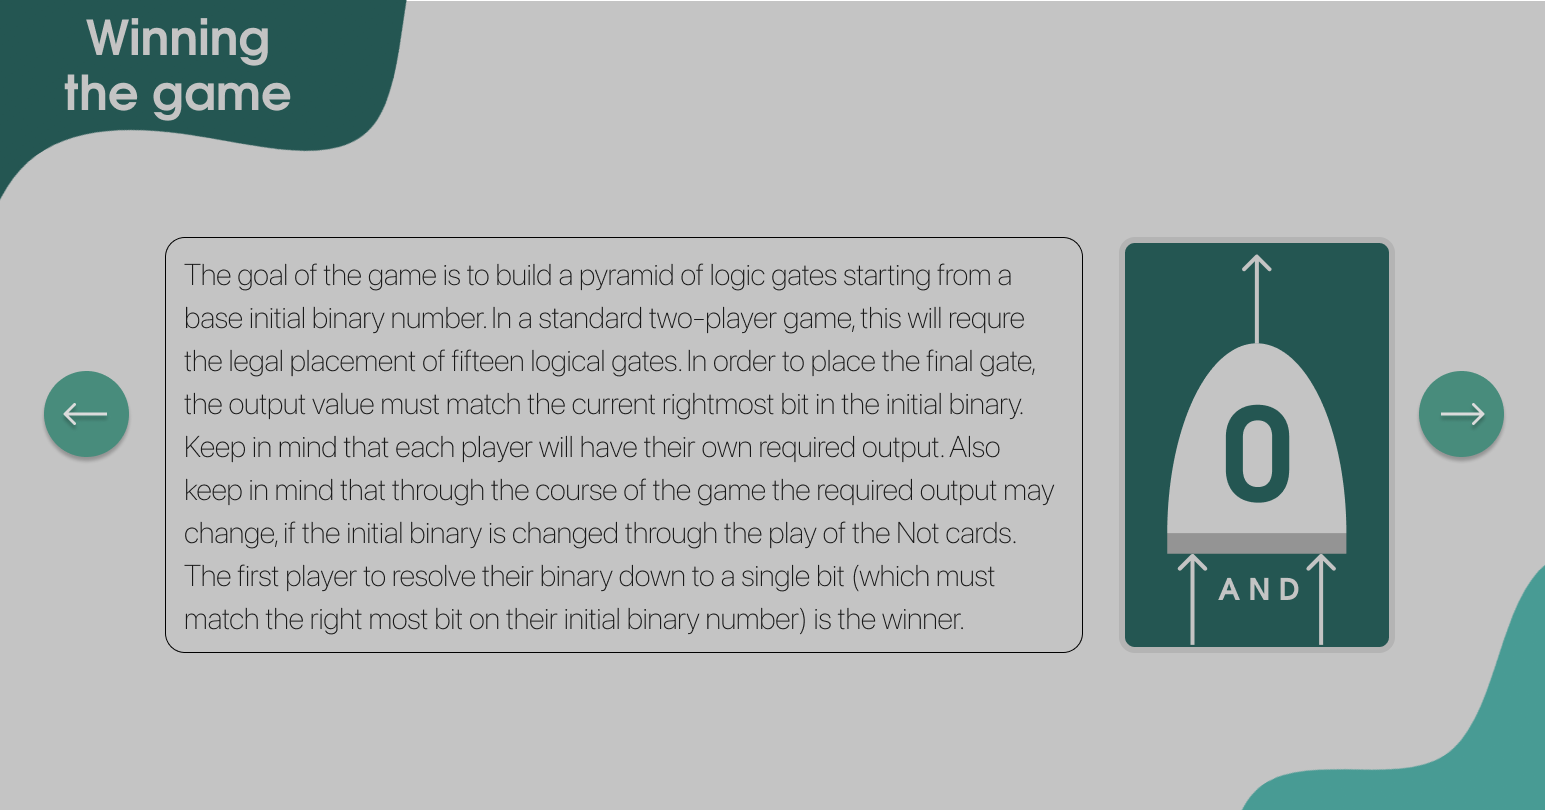 Winning
the game
The goal of the game is to build a pyramid of logic gates starting from a
base initial binary number. In a standard two-player game, this will requre
the legal placement of fifteen logical gates. In order to place the final gate,
the output value must match the current rightmost bit in the initial binary.
Keep in mind that each player will have their own required output. Also
keep in mind that through the course of the game the required output may
change, if the initial binary is changed through the play of the Not cards.
The first player to resolve their binary down to a single bit (which must
match the right most bit on their initial binary number) is the winner.
0
AND